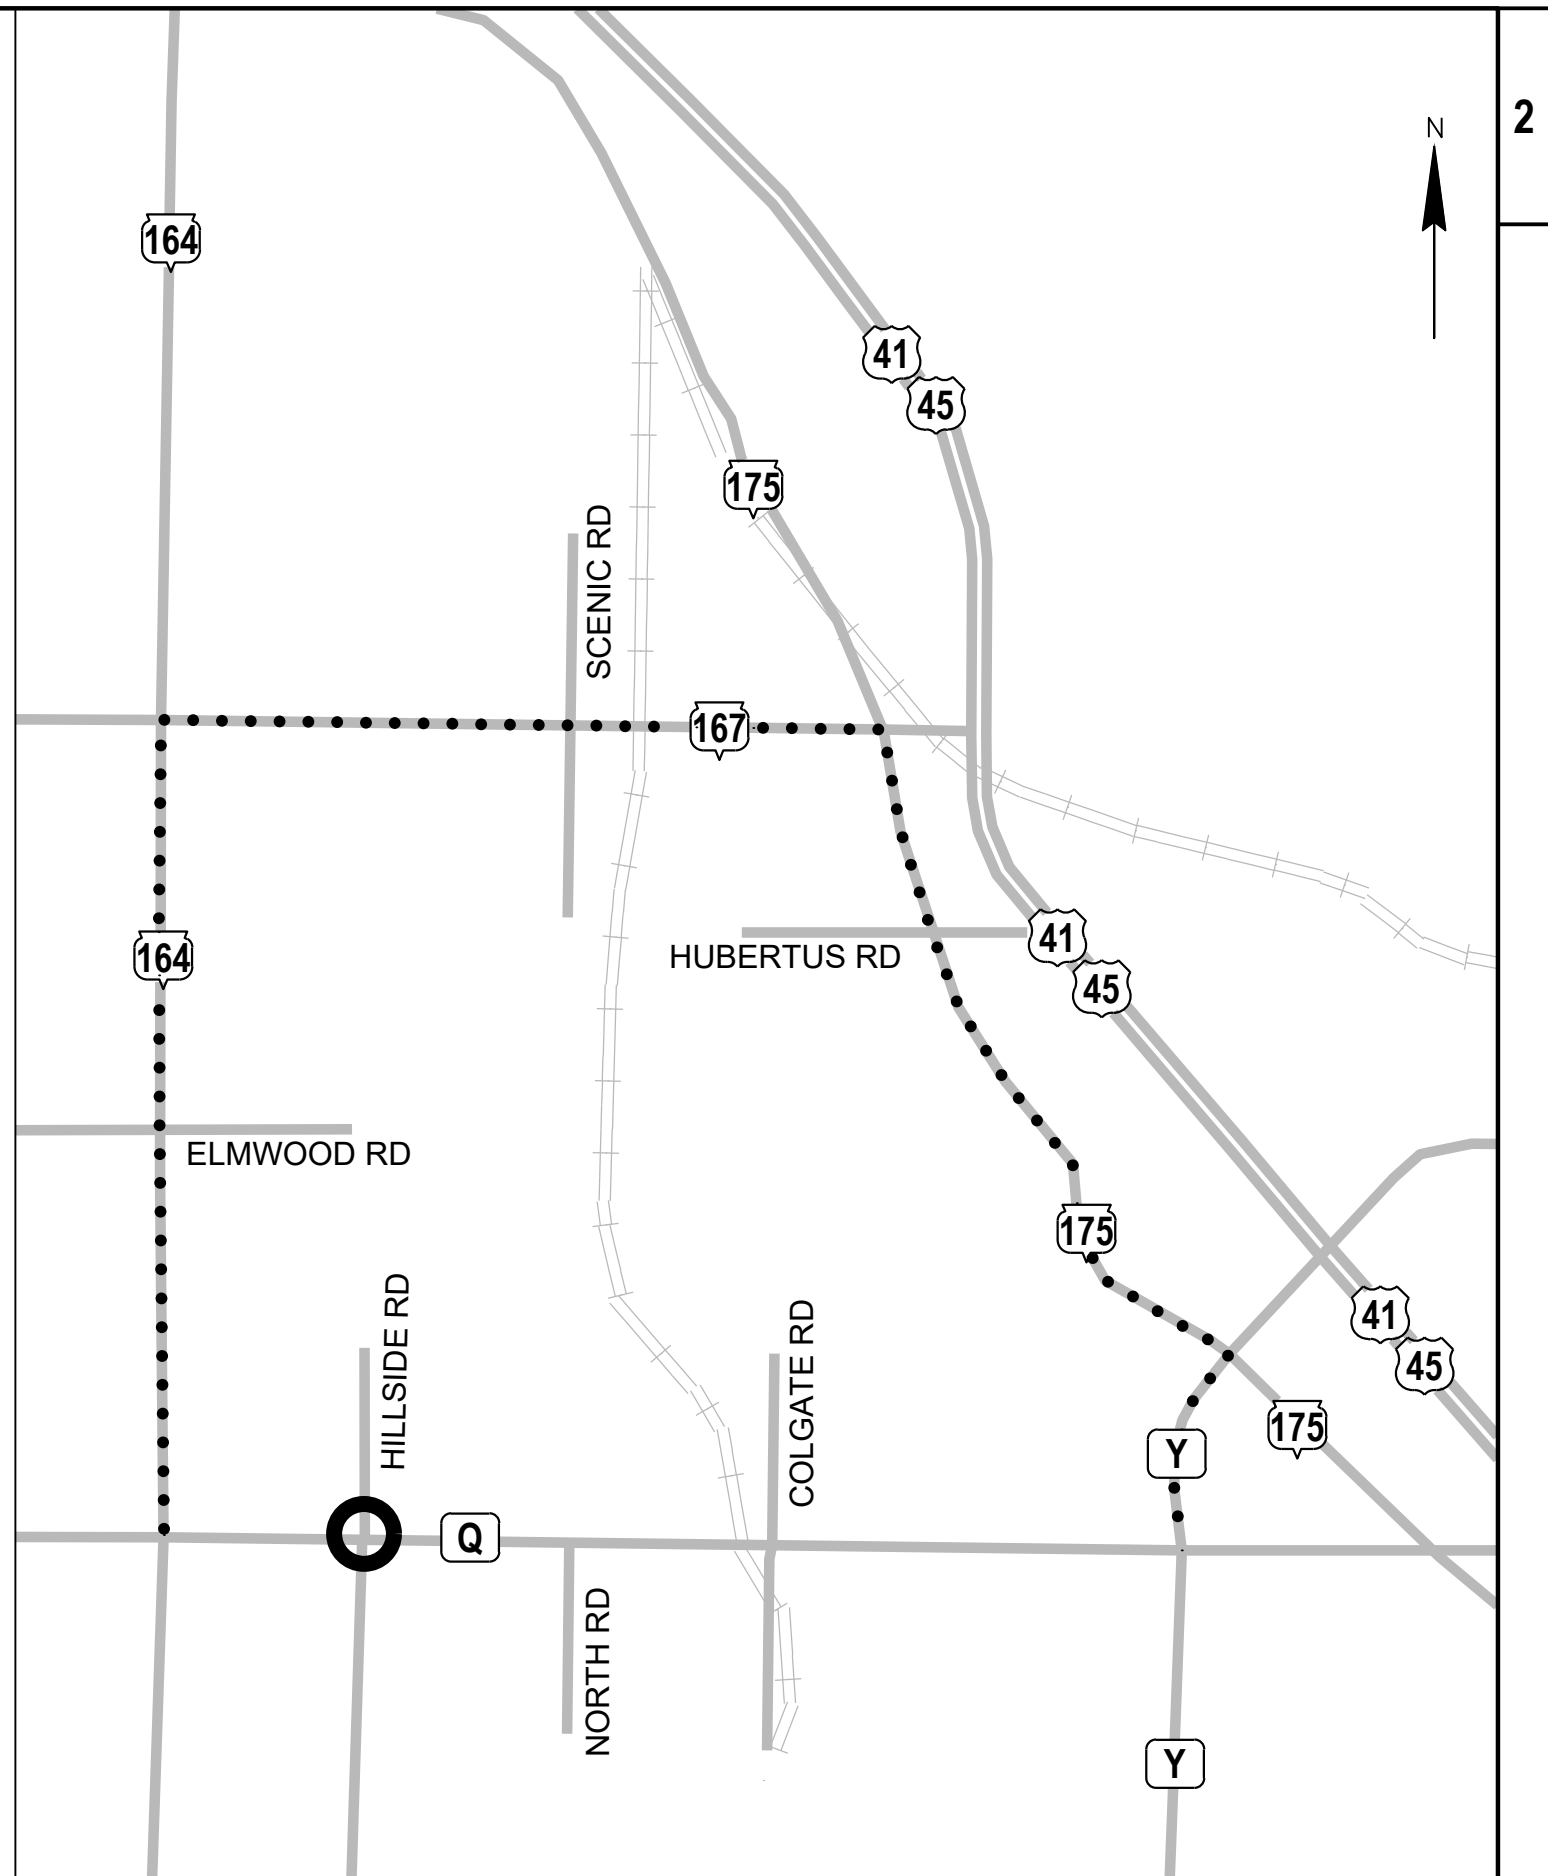 2
N
164
41
45
175
SCENIC RD
167
41
HUBERTUS RD
164
45
ELMWOOD RD
175
HILLSIDE RD
COLGATE RD
41
45
175
Y
Q
NORTH RD
Y